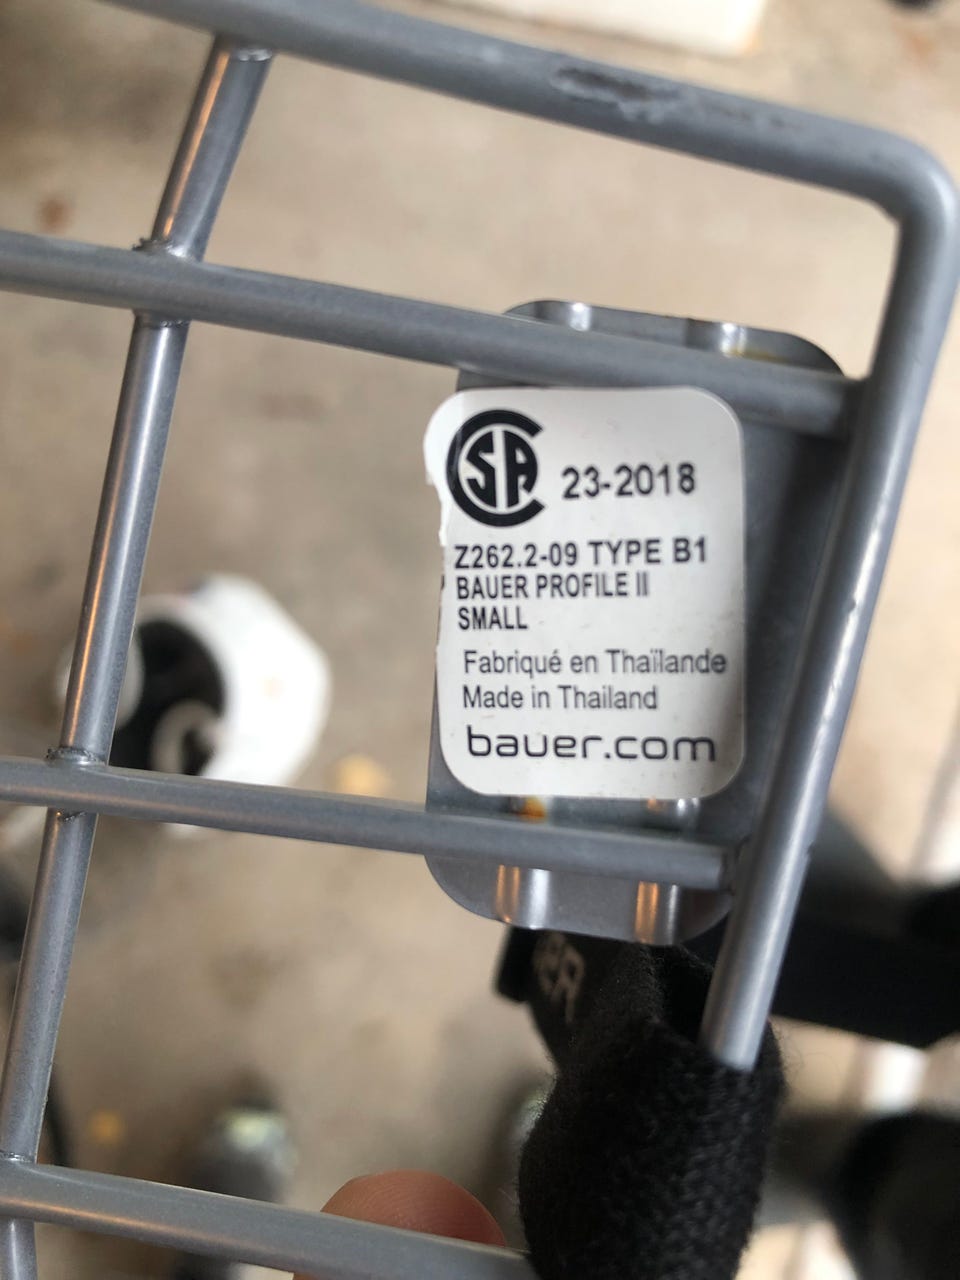 CSA 23-2018
Z262.2-09 TYPE B1
BAUER PROFILE II
SMALL
Fabriqué en Thaïlande
Made in Thailand
bauer.com